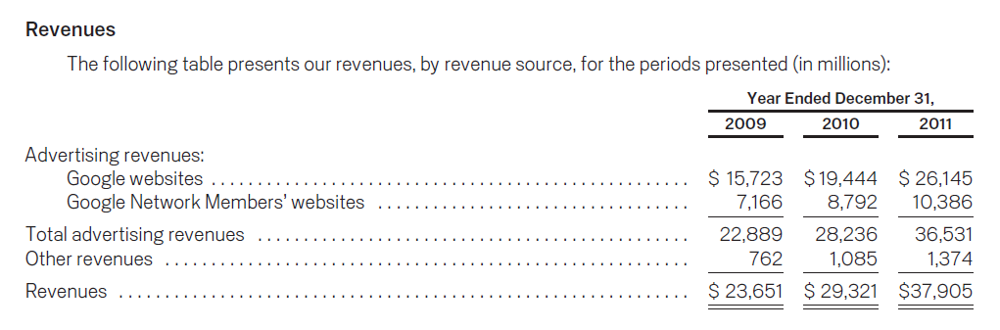 Revenues
The following table presents our revenues, by revenue source, for the periods presented (in millions):
Year Ended December 31,
2009 2010 2011
Advertising revenues:
Google websites . . . . . . . . . . . . . . . . . . . . . . . . . . . . . . $ 15,723 $ 19,444 $ 26,145
Google Network Members' websites . . . . . . . . . . . . . . . . . . . . 7,166 8,792 10,386
Total advertising revenues . . . . . . . . . . . . . . . . . . . . . . . . . 22,889 28,236 36,531
Other revenues . . . . . . . . . . . . . . . . . . . . . . . . . . . . . . 762 1,085 1,374
Revenues . . . . . . . . . . . . . . . . . . . . . . . . . . . . . . . . . $ 23,651 $ 29,321 $37,905